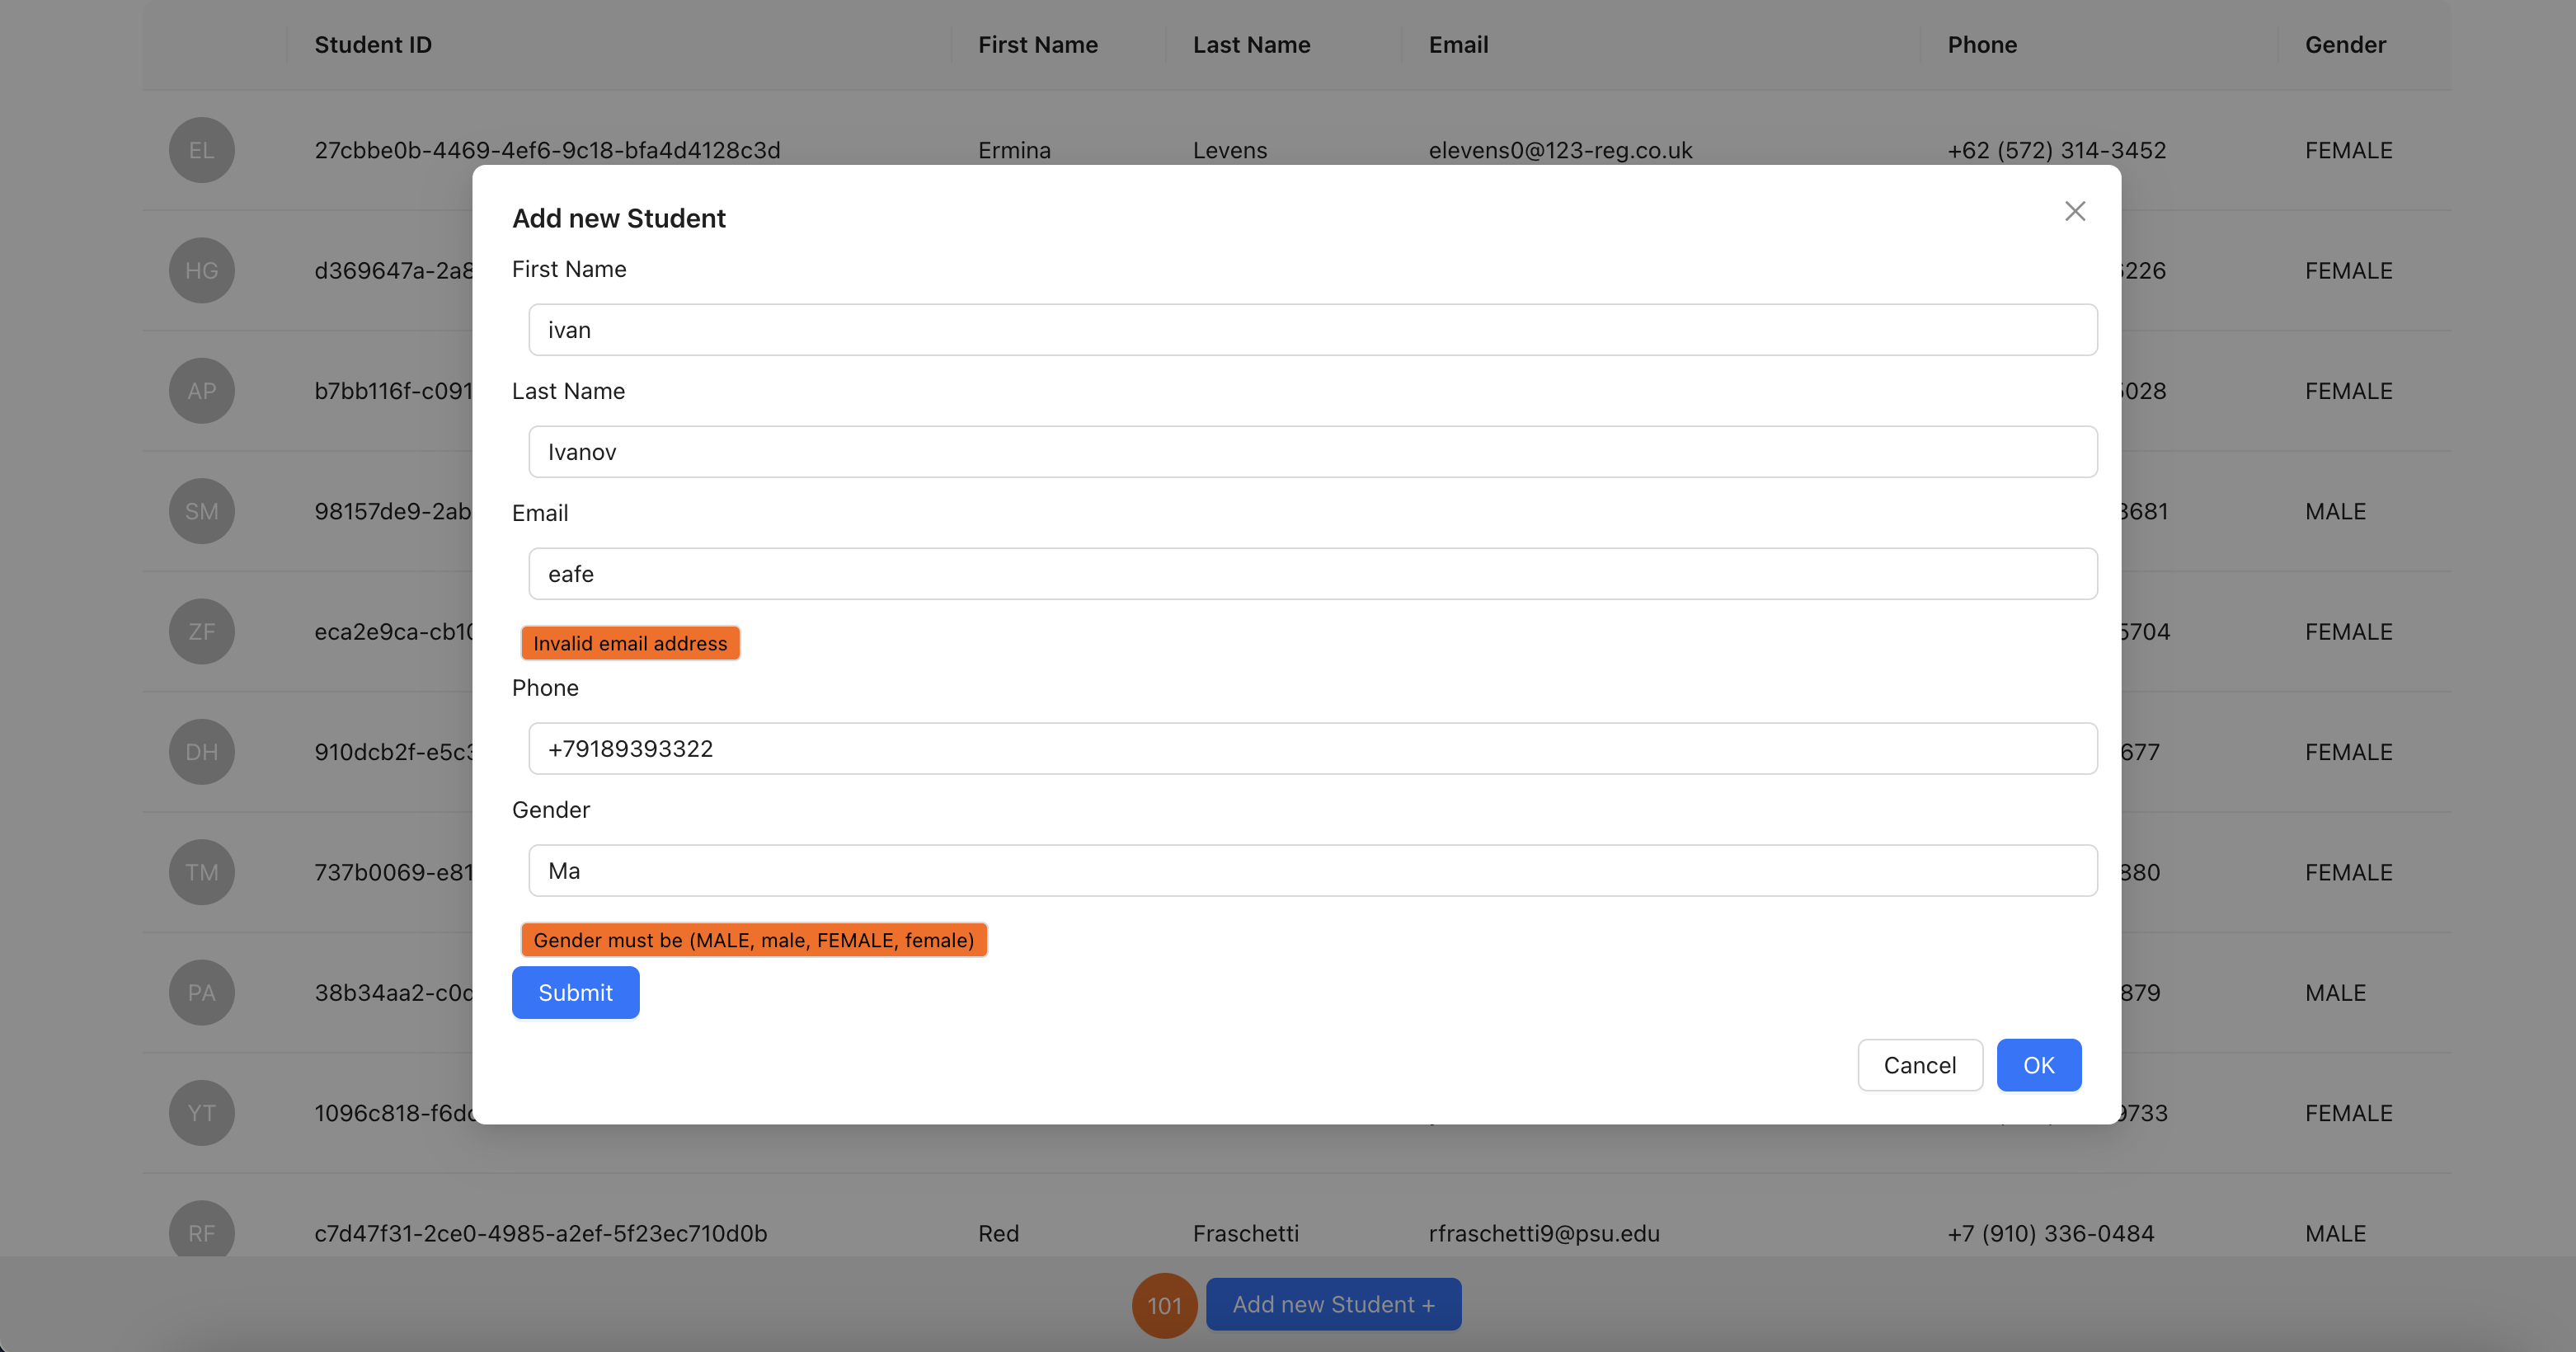 Student ID First Name Last Name Email Phone Gender
EL 27cbbe0b-4469-4ef6-9c18-bfa4d4128c3d Ermina Levens elevens0@123-reg.co.uk +62 (572) 314-3452 FEMALE
HG d369647a-2a8 226 FEMALE
AP b7bb116f-c091 028 FEMALE
SM 98157de9-2ab 3681 MALE
ZF eca2e9ca-cb10 5704 FEMALE
DH 910dcb2f-e5c3 677 FEMALE
TM 737b0069-e81 880 FEMALE
PA 38b34aa2-c0d 879 MALE
YT 1096c818-f6dc 9733 FEMALE
RF c7d47f31-2ce0-4985-a2ef-5f23ec710d0b Red Fraschetti rfraschetti9@psu.edu +7 (910) 336-0484 MALE
Add new Student
First Name
ivan
Last Name
Ivanov
Email
eafe
Invalid email address
Phone
+79189393322
Gender
Ma
Gender must be (MALE, male, FEMALE, female)
Submit
Cancel OK
101 Add new Student +